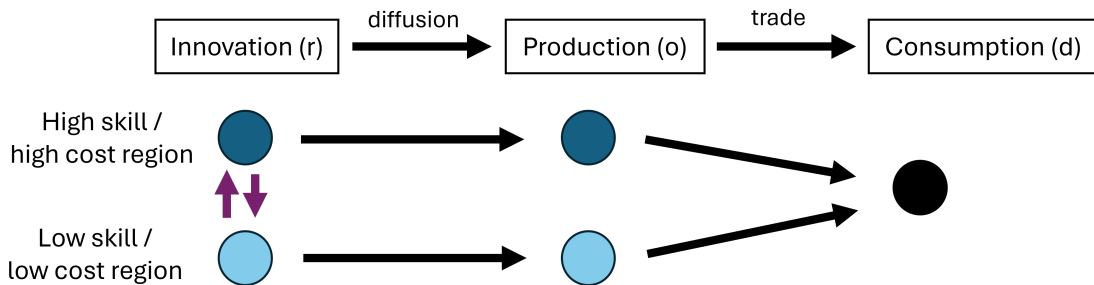 diffusion
trade
Innovation (r)
Production (o)
Consumption (d)
High skill /
high cost region
Low skill /
low cost region